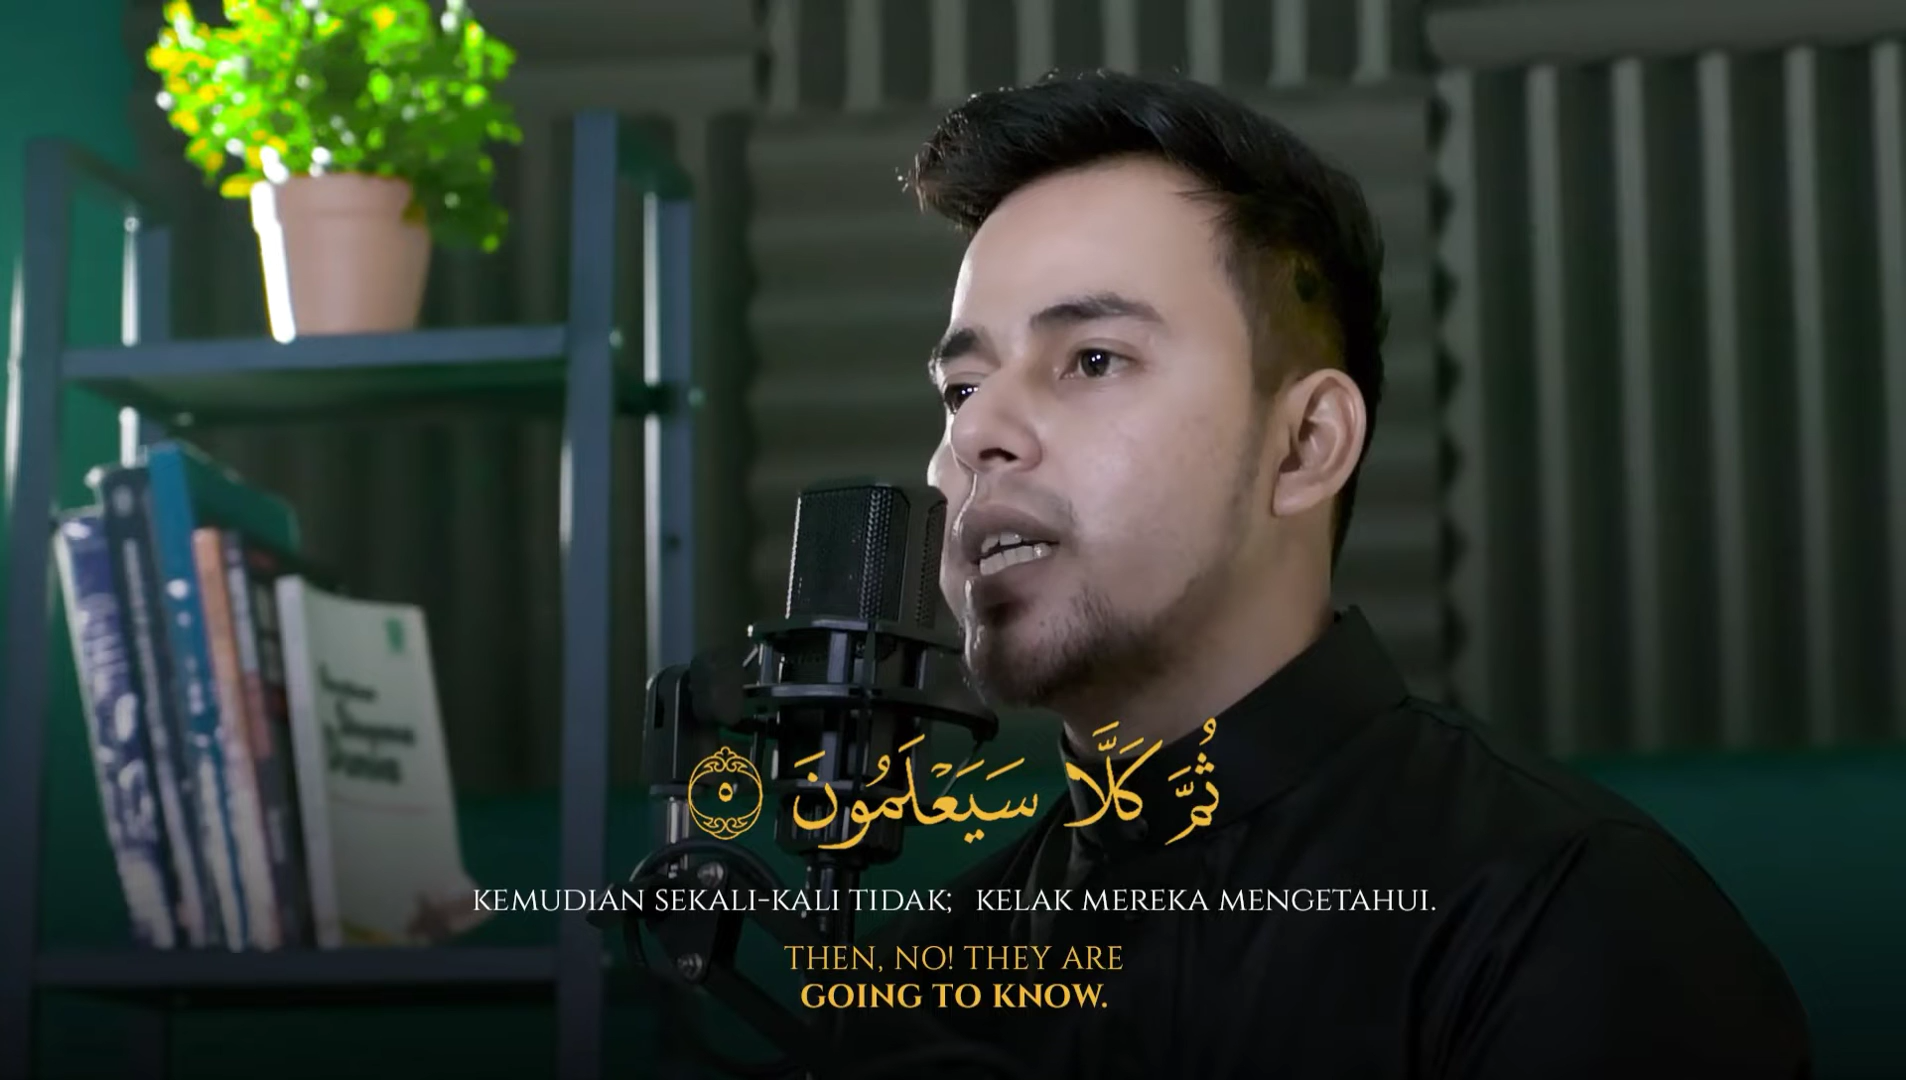 ثُمَّ كَلَّا سَيَعْلَمُونَ ٥
KEMUDIAN SEKALI-KALI TIDAK; KELAK MEREKA MENGETAHUI.
THEN, NO! THEY ARE
GOING TO KNOW.